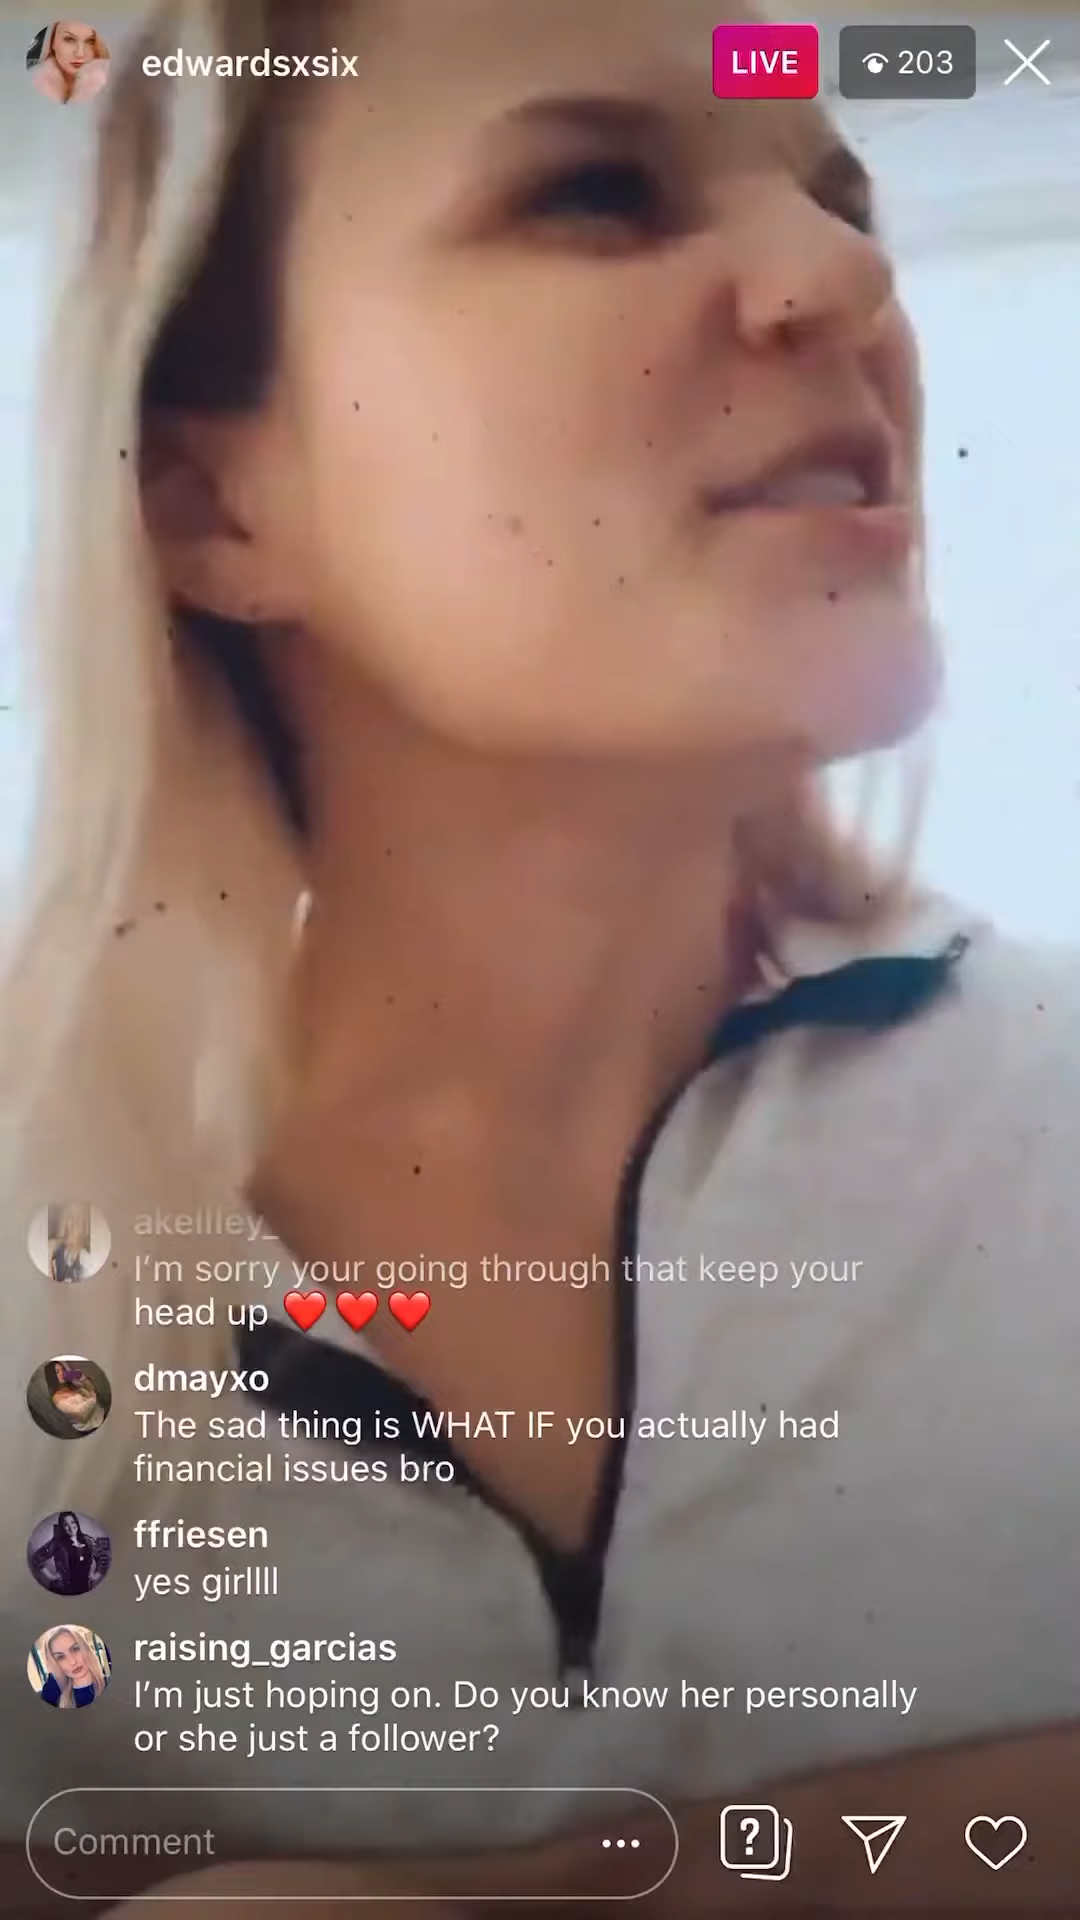 edwardsxsix
LIVE
203
akellley_
I'm sorry your going through that keep your
head up ❤️❤️❤️
dmayxo
The sad thing is WHAT IF you actually had
financial issues bro
ffriesen
yes girllll
raising_garcias
I'm just hoping on. Do you know her personally
or she just a follower?
Comment
?